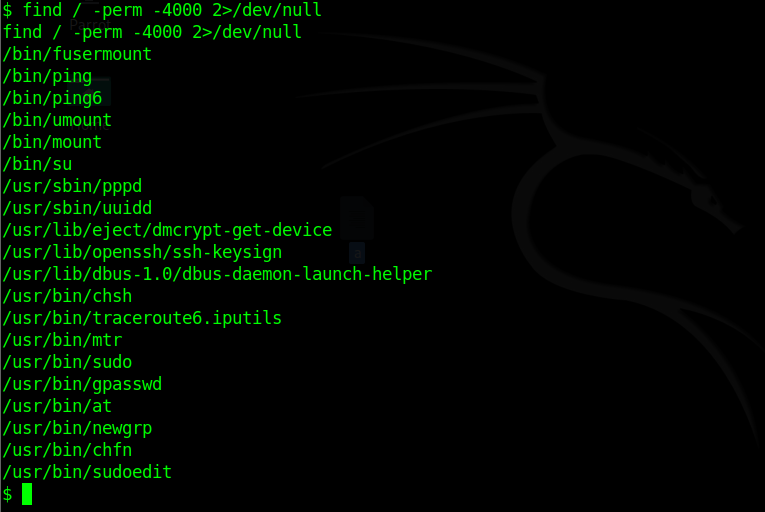 $ find / -perm -4000 2>/dev/null
find / -perm -4000 2>/dev/null
/bin/fusermount
/bin/ping
/bin/ping6
/bin/umount
/bin/mount
/bin/su
/usr/sbin/pppd
/usr/sbin/uuidd
/usr/lib/eject/dmcrypt-get-device
/usr/lib/openssh/ssh-keysign
/usr/lib/dbus-1.0/dbus-daemon-launch-helper
/usr/bin/chsh
/usr/bin/traceroute6.iputils
/usr/bin/mtr
/usr/bin/sudo
/usr/bin/gpasswd
/usr/bin/at
/usr/bin/newgrp
/usr/bin/chfn
/usr/bin/sudoedit
$